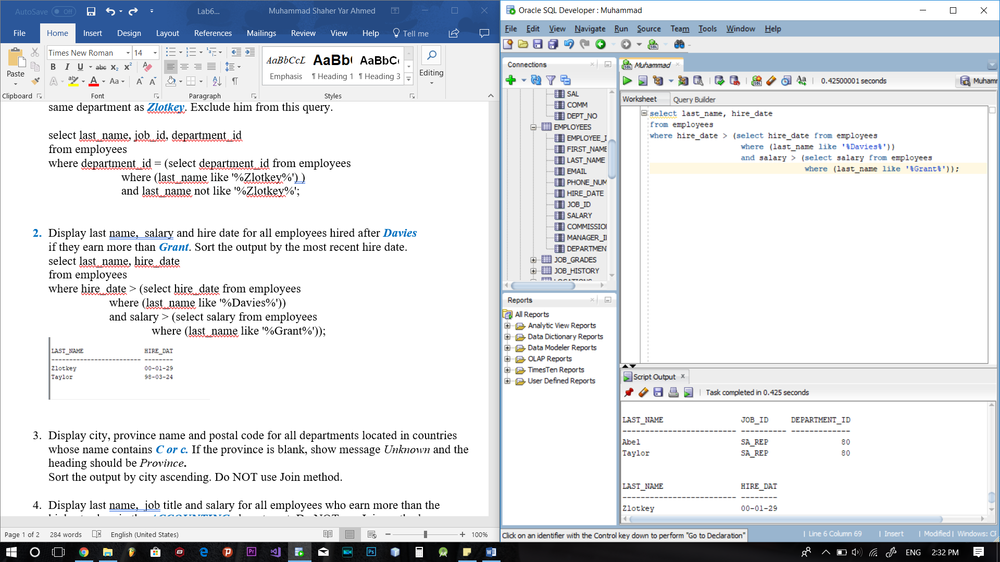 AutoSave Off Lab6... Muhammad Shaher Yar Ahmed
File Home Insert Design Layout References Mailings Review View Help Tell me
Times New Roman 14
Paste
AaBbCcL AaBb( AaBbC(
Emphasis ¶ Heading 1 ¶ Heading 3
Editing
Clipboard Font Paragraph Styles
same department as Zlotkey. Exclude him from this query.
select last_name, job_id, department_id
from employees
where department_id = (select department_id from employees
where (last_name like '%Zlotkey%') )
and last_name not like '%Zlotkey%';
2. Display last name, salary and hire date for all employees hired after Davies
if they earn more than Grant. Sort the output by the most recent hire date.
select last_name, hire_date
from employees
where hire_date > (select hire_date from employees
where (last_name like '%Davies%'))
and salary > (select salary from employees
where (last_name like '%Grant%'));
LAST_NAME HIRE_DAT
------------------------- --------
Zlotkey 00-01-29
Taylor 98-03-24
3. Display city, province name and postal code for all departments located in countries
whose name contains C or c. If the province is blank, show message Unknown and the
heading should be Province.
Sort the output by city ascending. Do NOT use Join method.
4. Display last name, job title and salary for all employees who earn more than the
Page 1 of 2 284 words English (United States) 100%
Oracle SQL Developer : Muhammad
File Edit View Navigate Run Source Team Tools Window Help
Connections
SAL
COMM
DEPT_NO
EMPLOYEES
EMPLOYEE_I
FIRST_NAME
LAST_NAME
EMAIL
PHONE_NUM
HIRE_DATE
JOB_ID
SALARY
COMMISSIO
MANAGER_I
DEPARTMEN
JOB_GRADES
JOB_HISTORY
LOCATIONS
Reports
All Reports
Analytic View Reports
Data Dictionary Reports
Data Modeler Reports
OLAP Reports
TimesTen Reports
User Defined Reports
Muhammad
0.42500001 seconds Muhamm
Worksheet Query Builder
select last_name, hire_date
from employees
where hire_date > (select hire_date from employees
where (last_name like '%Davies%'))
and salary > (select salary from employees
where (last_name like '%Grant%'));
Script Output
Task completed in 0.425 seconds
LAST_NAME JOB_ID DEPARTMENT_ID
------------------------- ---------- -------------
Abel SA_REP 80
Taylor SA_REP 80
LAST_NAME HIRE_DAT
------------------------- --------
Zlotkey 00-01-29
Click on an identifier with the Control key down to perform "Go to Declaration" | Line 6 Column 69 | Insert | Modified | Windows: CF
ENG 2:32 PM